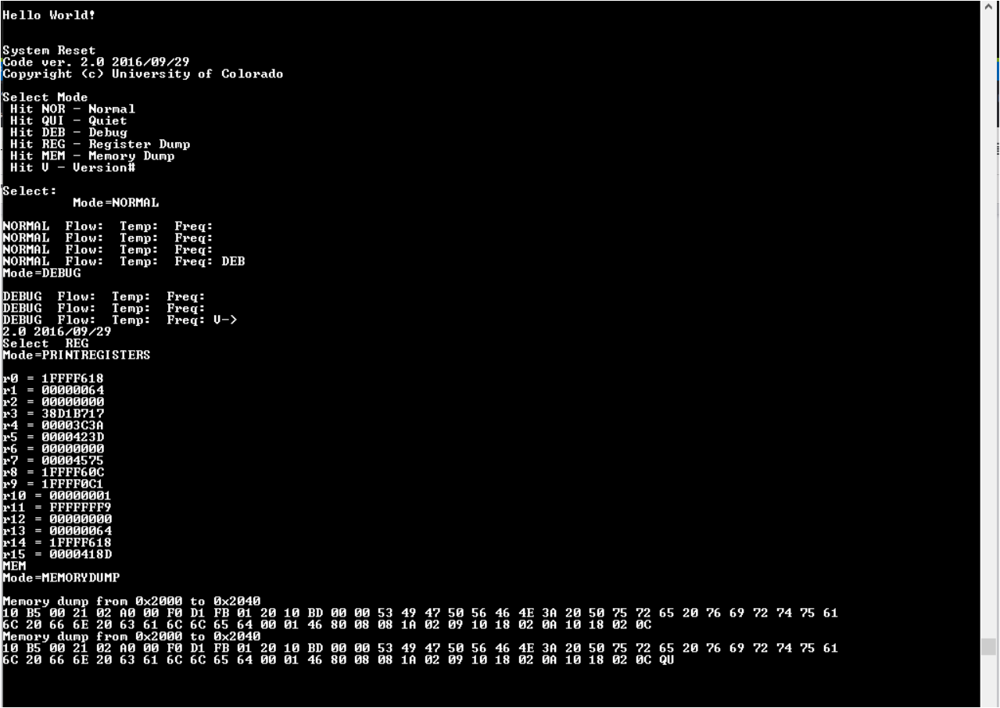 Hello World!
System Reset
Code ver. 2.0 2016/09/29
Copyright (c) University of Colorado
Select Mode
Hit NOR - Normal
Hit QUI - Quiet
Hit DEB - Debug
Hit REG - Register Dump
Hit MEM - Memory Dump
Hit V - Version#
Select:
Mode=NORMAL
NORMAL  Flow:  Temp:  Freq:
NORMAL  Flow:  Temp:  Freq:
NORMAL  Flow:  Temp:  Freq:
NORMAL  Flow:  Temp:  Freq: DEB
Mode=DEBUG
DEBUG  Flow:  Temp:  Freq:
DEBUG  Flow:  Temp:  Freq:
DEBUG  Flow:  Temp:  Freq: V->
2.0 2016/09/29
Select  REG
Mode=PRINTREGISTERS
r0 = 1FFFF618
r1 = 00000064
r2 = 00000000
r3 = 38D1B717
r4 = 00003C3A
r5 = 0000423D
r6 = 00000000
r7 = 00004575
r8 = 1FFFF60C
r9 = 1FFFF0C1
r10 = 00000001
r11 = FFFFFFF9
r12 = 00000000
r13 = 00000064
r14 = 1FFFF618
r15 = 0000418D
MEM
Mode=MEMORYDUMP
Memory dump from 0x2000 to 0x2040
10 B5 00 21 02 A0 00 F0 D1 FB 01 20 10 BD 00 00 53 49 47 50 56 46 4E 3A 20 50 75 72 65 20 76 69 72 74 75 61
6C 20 66 6E 20 63 61 6C 6C 65 64 00 01 46 80 08 08 1A 02 09 10 18 02 0A 10 18 02 0C
Memory dump from 0x2000 to 0x2040
10 B5 00 21 02 A0 00 F0 D1 FB 01 20 10 BD 00 00 53 49 47 50 56 46 4E 3A 20 50 75 72 65 20 76 69 72 74 75 61
6C 20 66 6E 20 63 61 6C 6C 65 64 00 01 46 80 08 08 1A 02 09 10 18 02 0A 10 18 02 0C QU